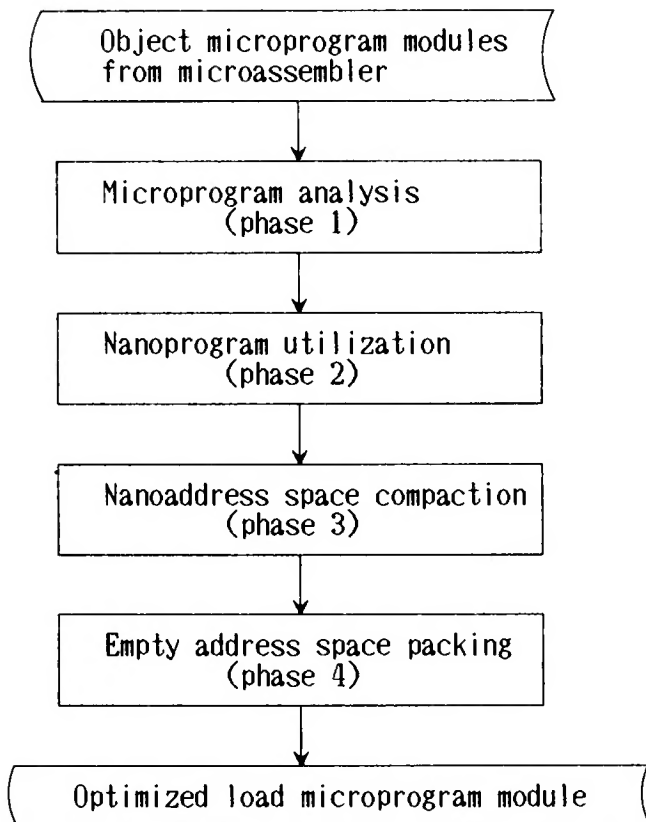 Object microprogram modules
from microassembler
Microprogram analysis
(phase 1)
Nanoprogram utilization
(phase 2)
Nanoaddress space compaction
(phase 3)
Empty address space packing
(phase 4)
Optimized load microprogram module